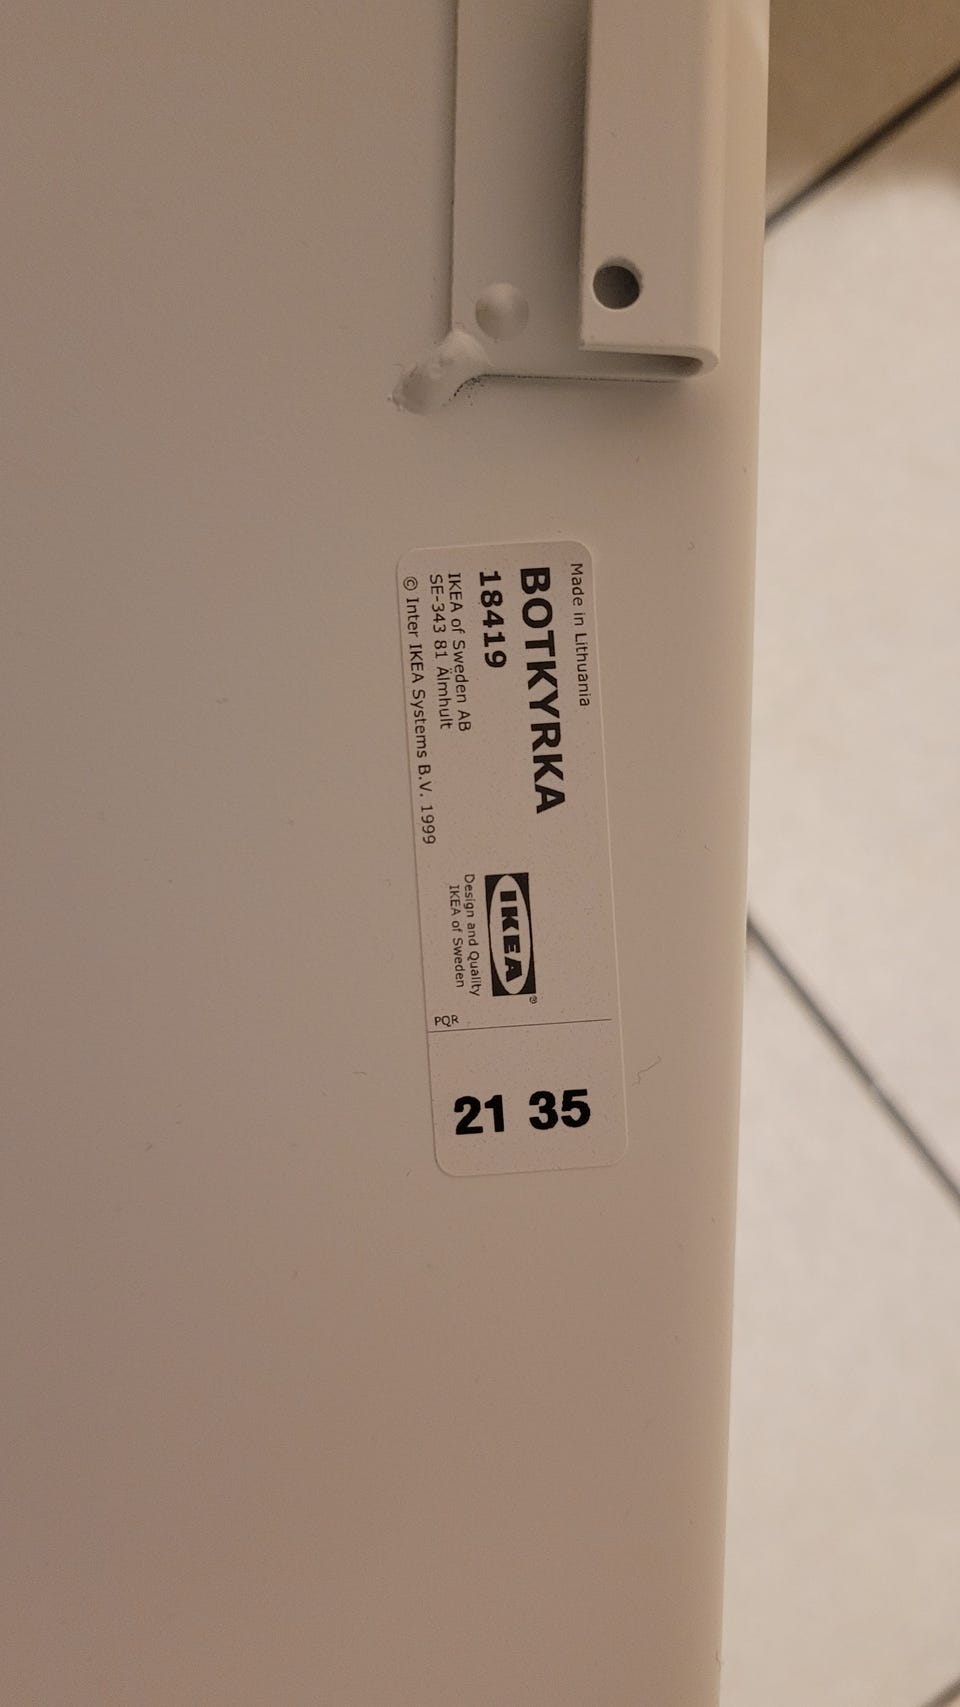 Made in Lithuania
BOTKYRKA
18419
IKEA of Sweden AB
SE-343 81 Älmhult
© Inter IKEA Systems B.V. 1999
IKEA®
Design and Quality
IKEA of Sweden
PQR
21 35